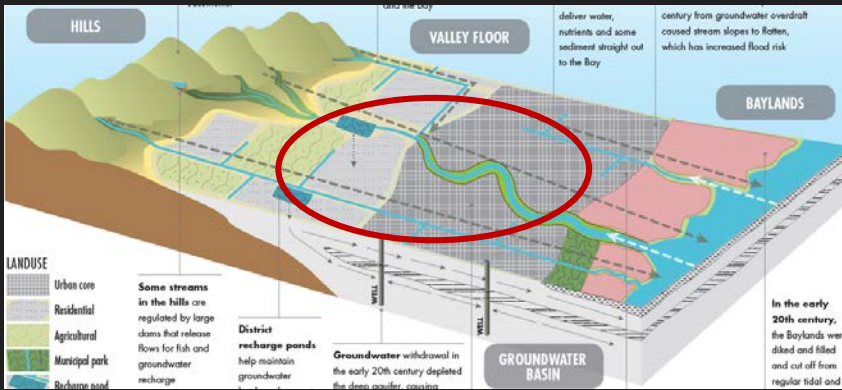 and the Bay
deliver water,
nutrients and some
sediment straight out
to the Bay
century from groundwater overdraft
caused stream slopes to flatten,
which has increased flood risk
HILLS
VALLEY FLOOR
BAYLANDS
LANDUSE
Urban core
Residential
Agricultural
Municipal park
Recharge pond
Some streams
in the hills are
regulated by large
dams that release
flows for fish and
groundwater
recharge
District
recharge ponds
help maintain
groundwater
WELL
WELL
Groundwater withdrawal in
the early 20th century depleted
the deep aquifer, causing
GROUNDWATER
BASIN
In the early
20th century,
the Baylands were
diked and filled
and cut off from
regular tidal and